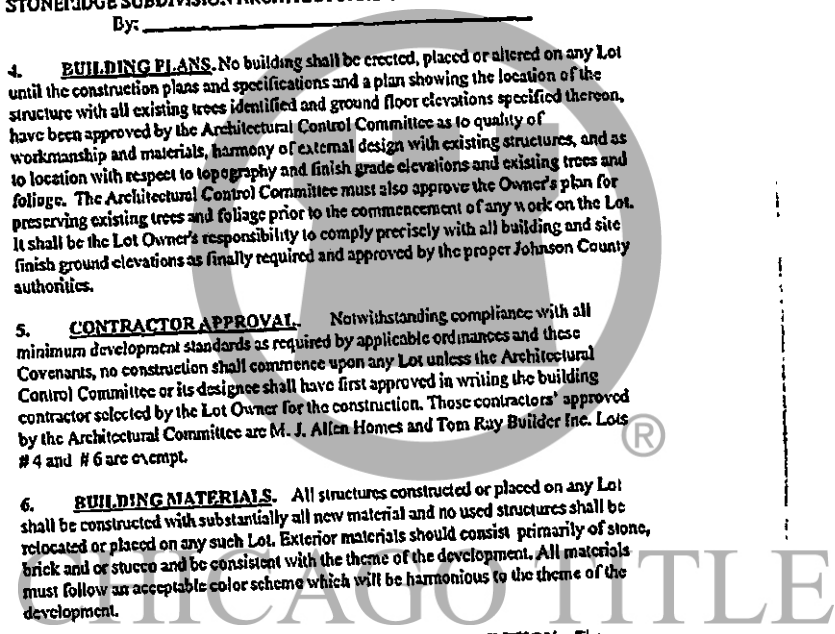 STONERIDGE SUBDIVISION
By:
4. BUILDING PLANS. No building shall be erected, placed or altered on any Lot
until the construction plans and specifications and a plan showing the location of the
structure with all existing trees identified and ground floor elevations specified thereon,
have been approved by the Architectural Control Committee as to quality of
workmanship and materials, harmony of external design with existing structures, and as
to location with respect to topography and finish grade elevations and existing trees and
foliage. The Architectural Control Committee must also approve the Owner's plan for
preserving existing trees and foliage prior to the commencement of any work on the Lot.
It shall be the Lot Owner's responsibility to comply precisely with all building and site
finish ground elevations as finally required and approved by the proper Johnson County
authorities.
5. CONTRACTOR APPROVAL. Notwithstanding compliance with all
minimum development standards as required by applicable ordinances and these
Covenants, no construction shall commence upon any Lot unless the Architectural
Control Committee or its designee shall have first approved in writing the building
contractor selected by the Lot Owner for the construction. Those contractors' approved
by the Architectural Committee are M. J. Allen Homes and Tom Ray Builder Inc. Lots
# 4 and # 6 are exempt.
®
6. BUILDING MATERIALS. All structures constructed or placed on any Lot
shall be constructed with substantially all new material and no used structures shall be
relocated or placed on any such Lot. Exterior materials should consist primarily of stone,
brick and or stucco and be consistent with the theme of the development. All materials
must follow an acceptable color scheme which will be harmonious to the theme of the
development.
CHICAGO TITLE